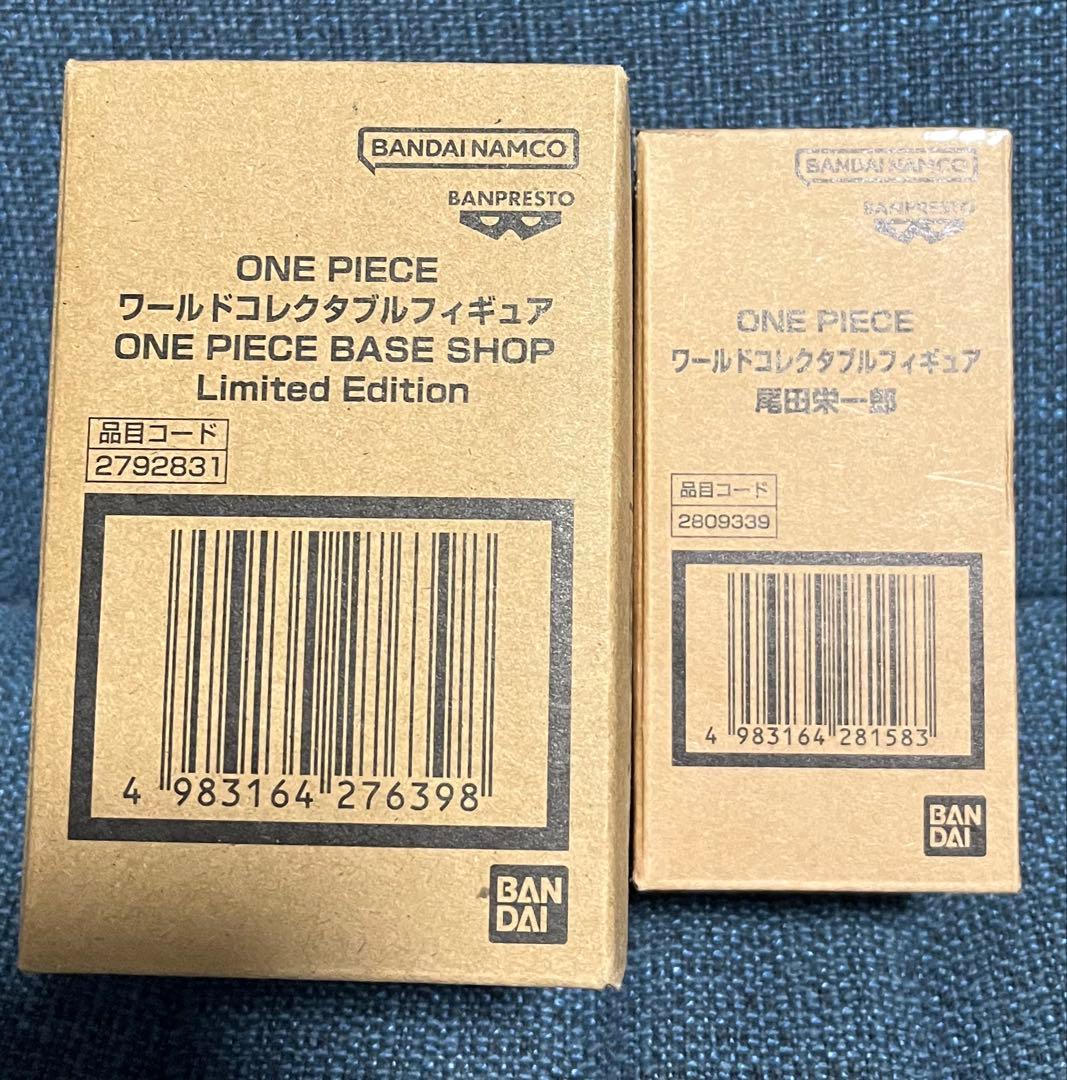 BANDAI NAMCO
BANPRESTO
ONE PIECE
ワールドコレクタブルフィギュア
ONE PIECE BASE SHOP
Limited Edition
品目コード
2792831
4 983164 276398
BAN
DAI
BANDAI NAMCO
BANPRESTO
ONE PIECE
ワールドコレクタブルフィギュア
尾田栄一郎
品目コード
2809339
4 983164 281583
BAN
DAI